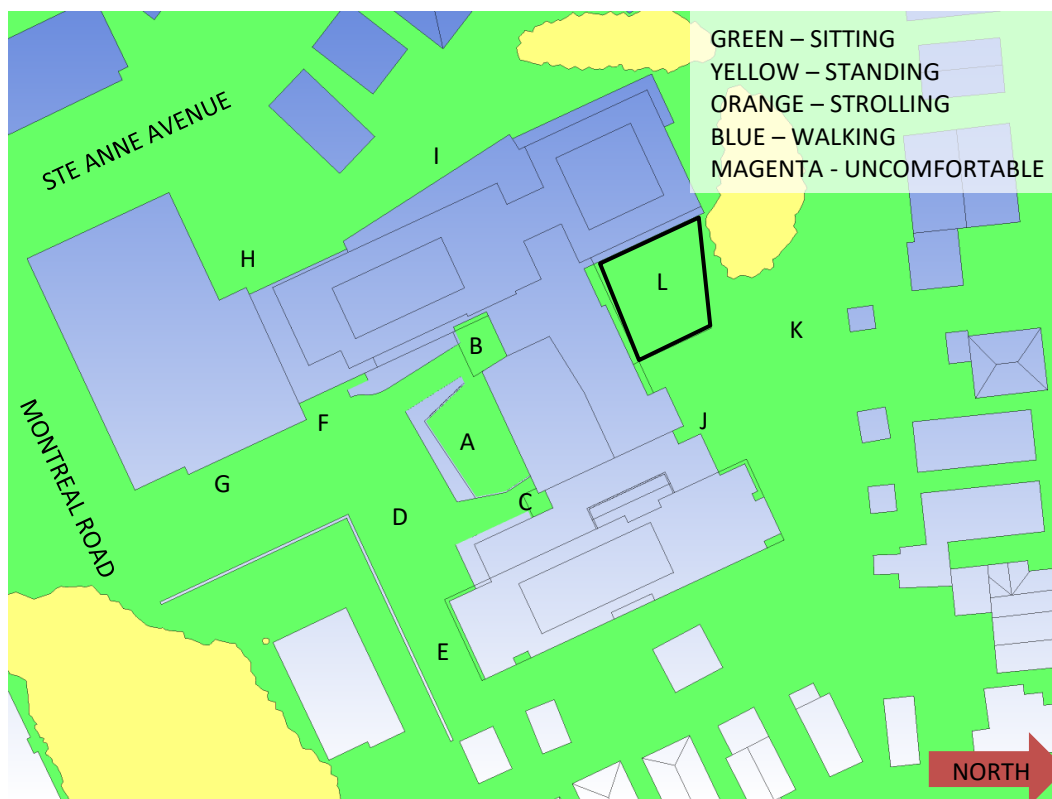 GREEN – SITTING
YELLOW – STANDING
ORANGE – STROLLING
BLUE – WALKING
MAGENTA - UNCOMFORTABLE
STE ANNE AVENUE
I
H
L
K
B
F
A
J
G
C
D
MONTREAL ROAD
E
NORTH